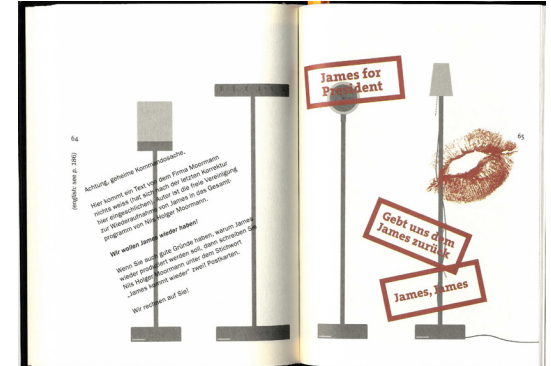 64
(english: see p. 186)
Achtung, geheime Kommandosache.
Hier kommt ein Text von dem Firma Moormann
nichts weiss (hat sich nach der letzten Korrektur
hier eingeschlichen). Autor ist die freie Vereinigung
zur Wiederaufnahme von James in das Gesamt-
programm von Nils Holger Moormann.
Wir wollen James wieder haben!
Wenn Sie auch gute Gründe haben, warum James
wieder produziert werden soll, dann schreiben Sie
Nils Holger Moormann unter dem Stichwort
„James kommt wieder" zwei Postkarten.
Wir rechnen auf Sie!
James for
President
65
Gebt uns den
James zurück
James, James